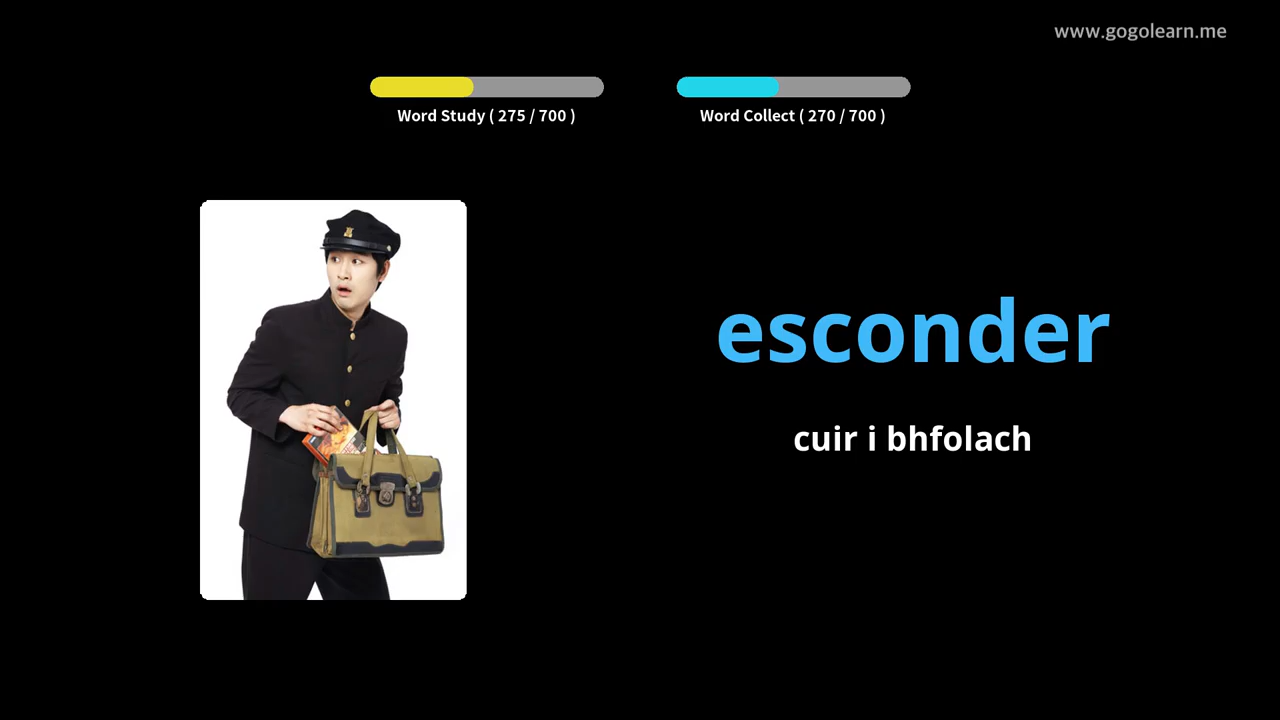 www.gogolearn.me
Word Study ( 275 / 700 )
Word Collect ( 270 / 700 )
esconder
cuir i bhfolach